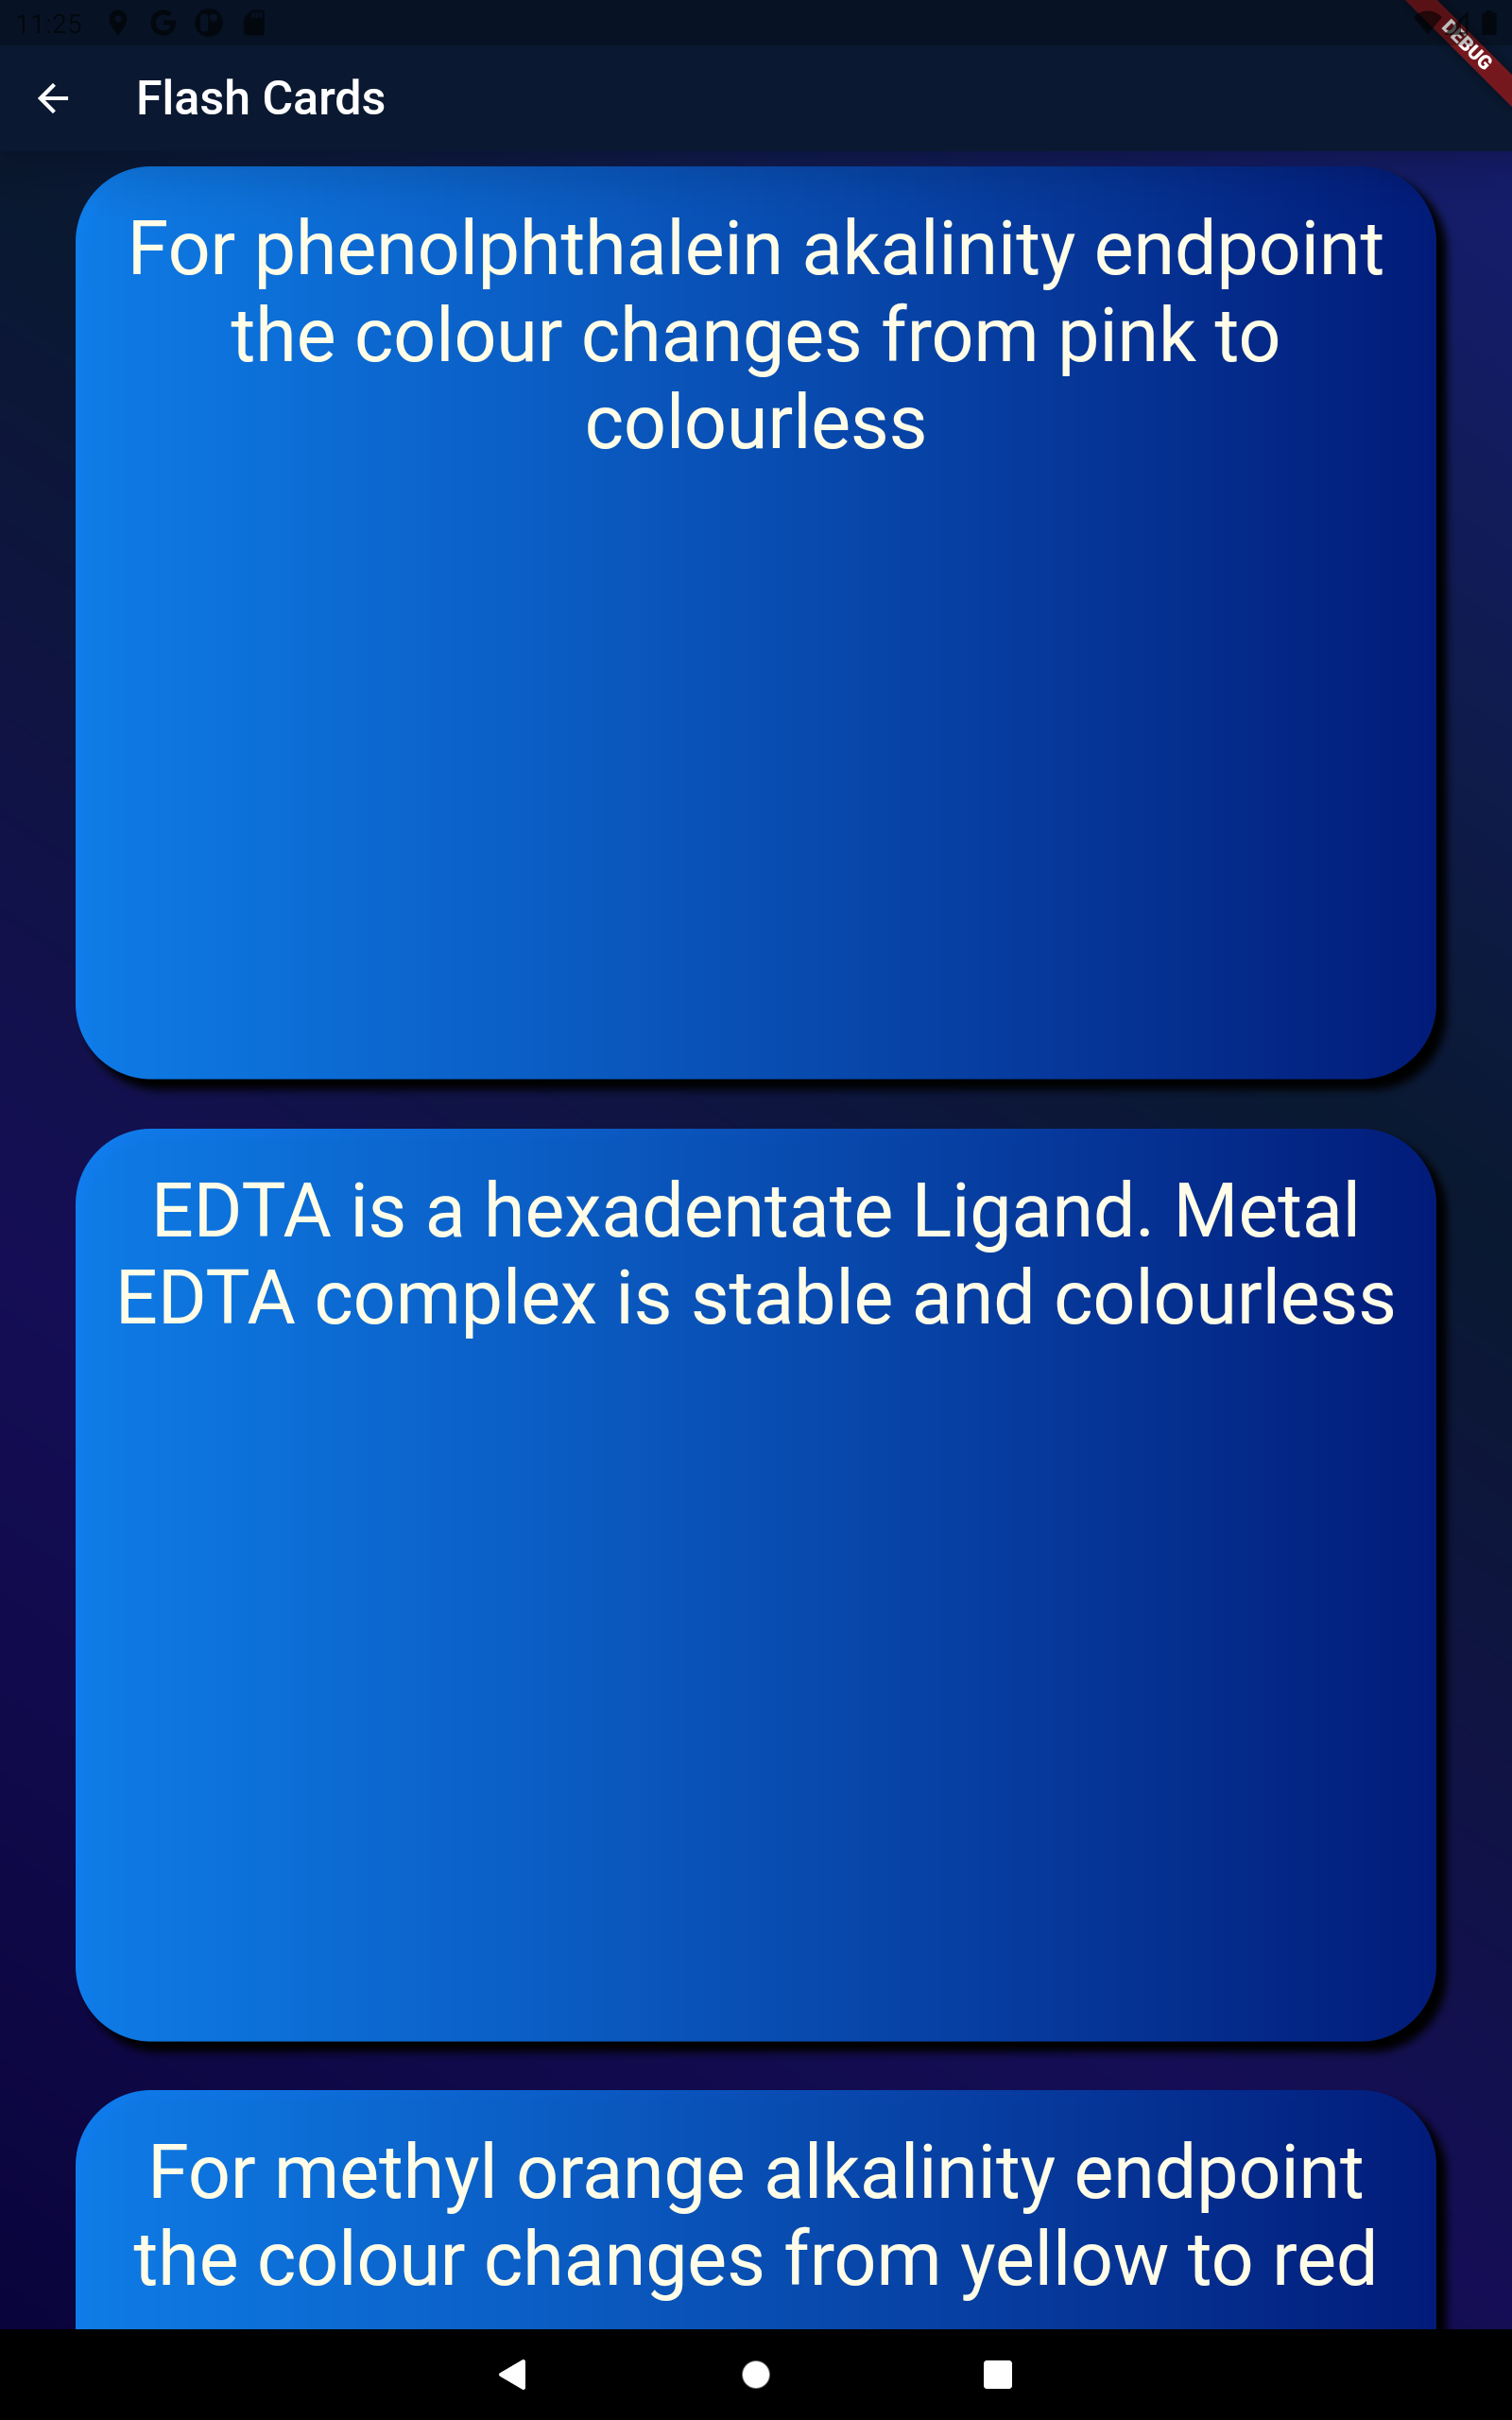 11:25
DEBUG
Flash Cards
For phenolphthalein akalinity endpoint
the colour changes from pink to
colourless
EDTA is a hexadentate Ligand. Metal
EDTA complex is stable and colourless
For methyl orange alkalinity endpoint
the colour changes from yellow to red